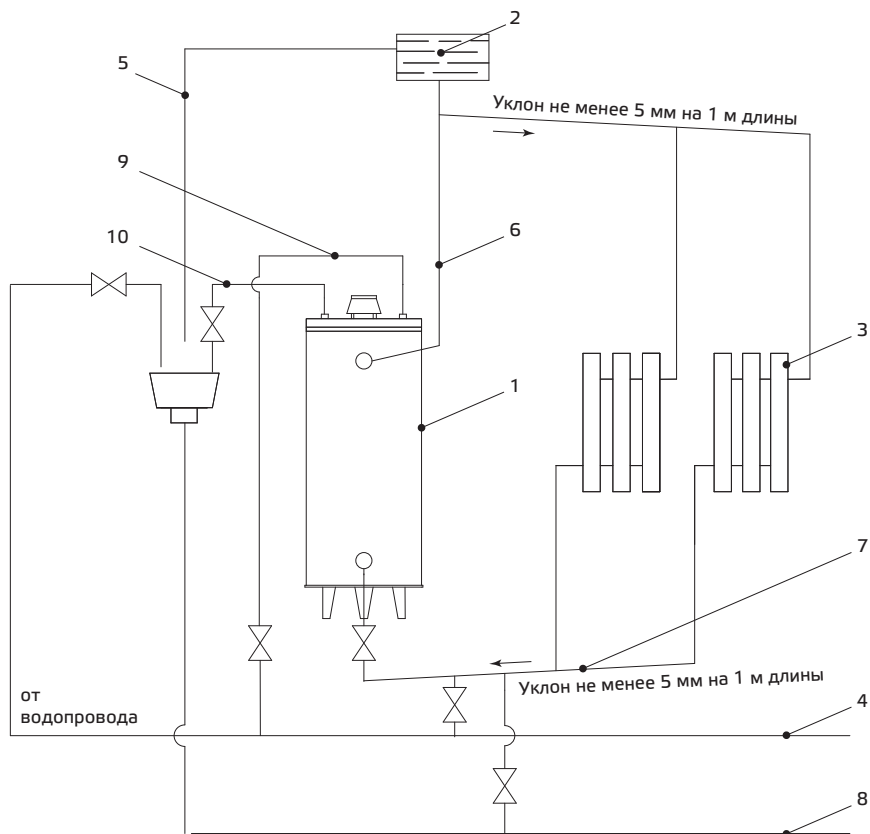 2
5
Уклон не менее 5 мм на 1 м длины
9
6
10
3
1
7
Уклон не менее 5 мм на 1 м длины
от
водопровода
4
8